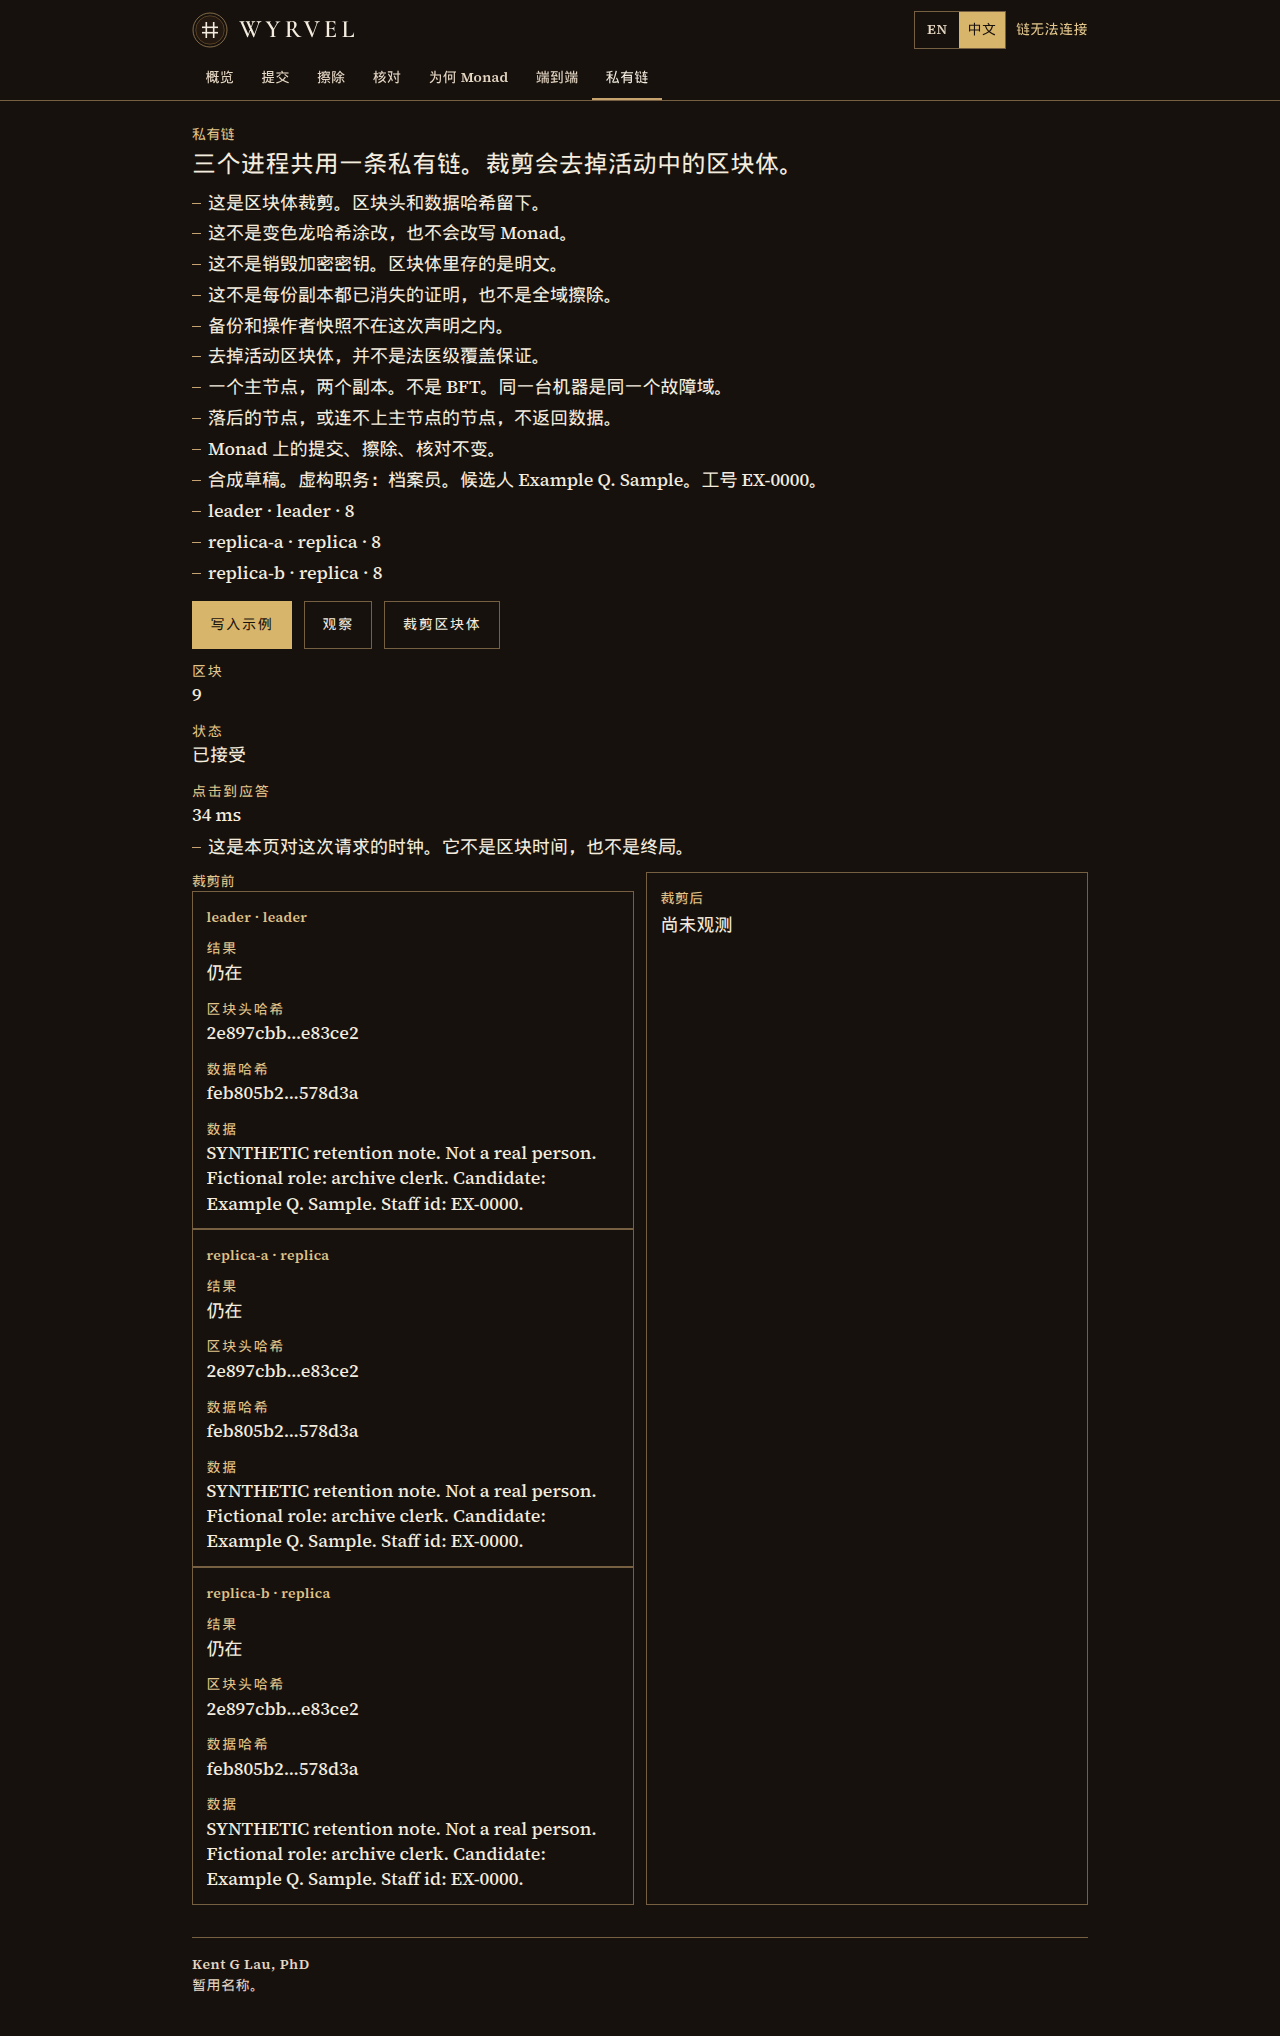 WYRVEL
EN 中文 链无法连接
概览 提交 擦除 核对 为何 Monad 端到端 私有链
私有链
三个进程共用一条私有链。裁剪会去掉活动中的区块体。
– 这是区块体裁剪。区块头和数据哈希留下。
– 这不是变色龙哈希涂改，也不会改写 Monad。
– 这不是销毁加密密钥。区块体里存的是明文。
– 这不是每份副本都已消失的证明，也不是全域擦除。
– 备份和操作者快照不在这次声明之内。
– 去掉活动区块体，并不是法医级覆盖保证。
– 一个主节点，两个副本。不是 BFT。同一台机器是同一个故障域。
– 落后的节点，或连不上主节点的节点，不返回数据。
– Monad 上的提交、擦除、核对不变。
– 合成草稿。虚构职务：档案员。候选人 Example Q. Sample。工号 EX-0000。
– leader · leader · 8
– replica-a · replica · 8
– replica-b · replica · 8
写入示例 观察 裁剪区块体
区块
9
状态
已接受
点击到应答
34 ms
– 这是本页对这次请求的时钟。它不是区块时间，也不是终局。
裁剪前
leader · leader
结果
仍在
区块头哈希
2e897cbb…e83ce2
数据哈希
feb805b2…578d3a
数据
SYNTHETIC retention note. Not a real person.
Fictional role: archive clerk. Candidate:
Example Q. Sample. Staff id: EX-0000.
replica-a · replica
结果
仍在
区块头哈希
2e897cbb…e83ce2
数据哈希
feb805b2…578d3a
数据
SYNTHETIC retention note. Not a real person.
Fictional role: archive clerk. Candidate:
Example Q. Sample. Staff id: EX-0000.
replica-b · replica
结果
仍在
区块头哈希
2e897cbb…e83ce2
数据哈希
feb805b2…578d3a
数据
SYNTHETIC retention note. Not a real person.
Fictional role: archive clerk. Candidate:
Example Q. Sample. Staff id: EX-0000.
裁剪后
尚未观测
Kent G Lau, PhD
暂用名称。